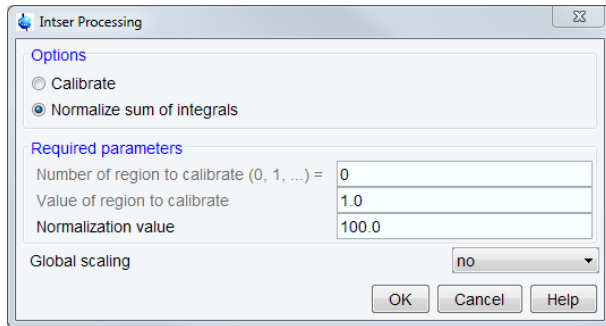 Intser Processing
Options
Calibrate
Normalize sum of integrals
Required parameters
Number of region to calibrate (0, 1, ...) = 0
Value of region to calibrate 1.0
Normalization value 100.0
Global scaling no
OK Cancel Help